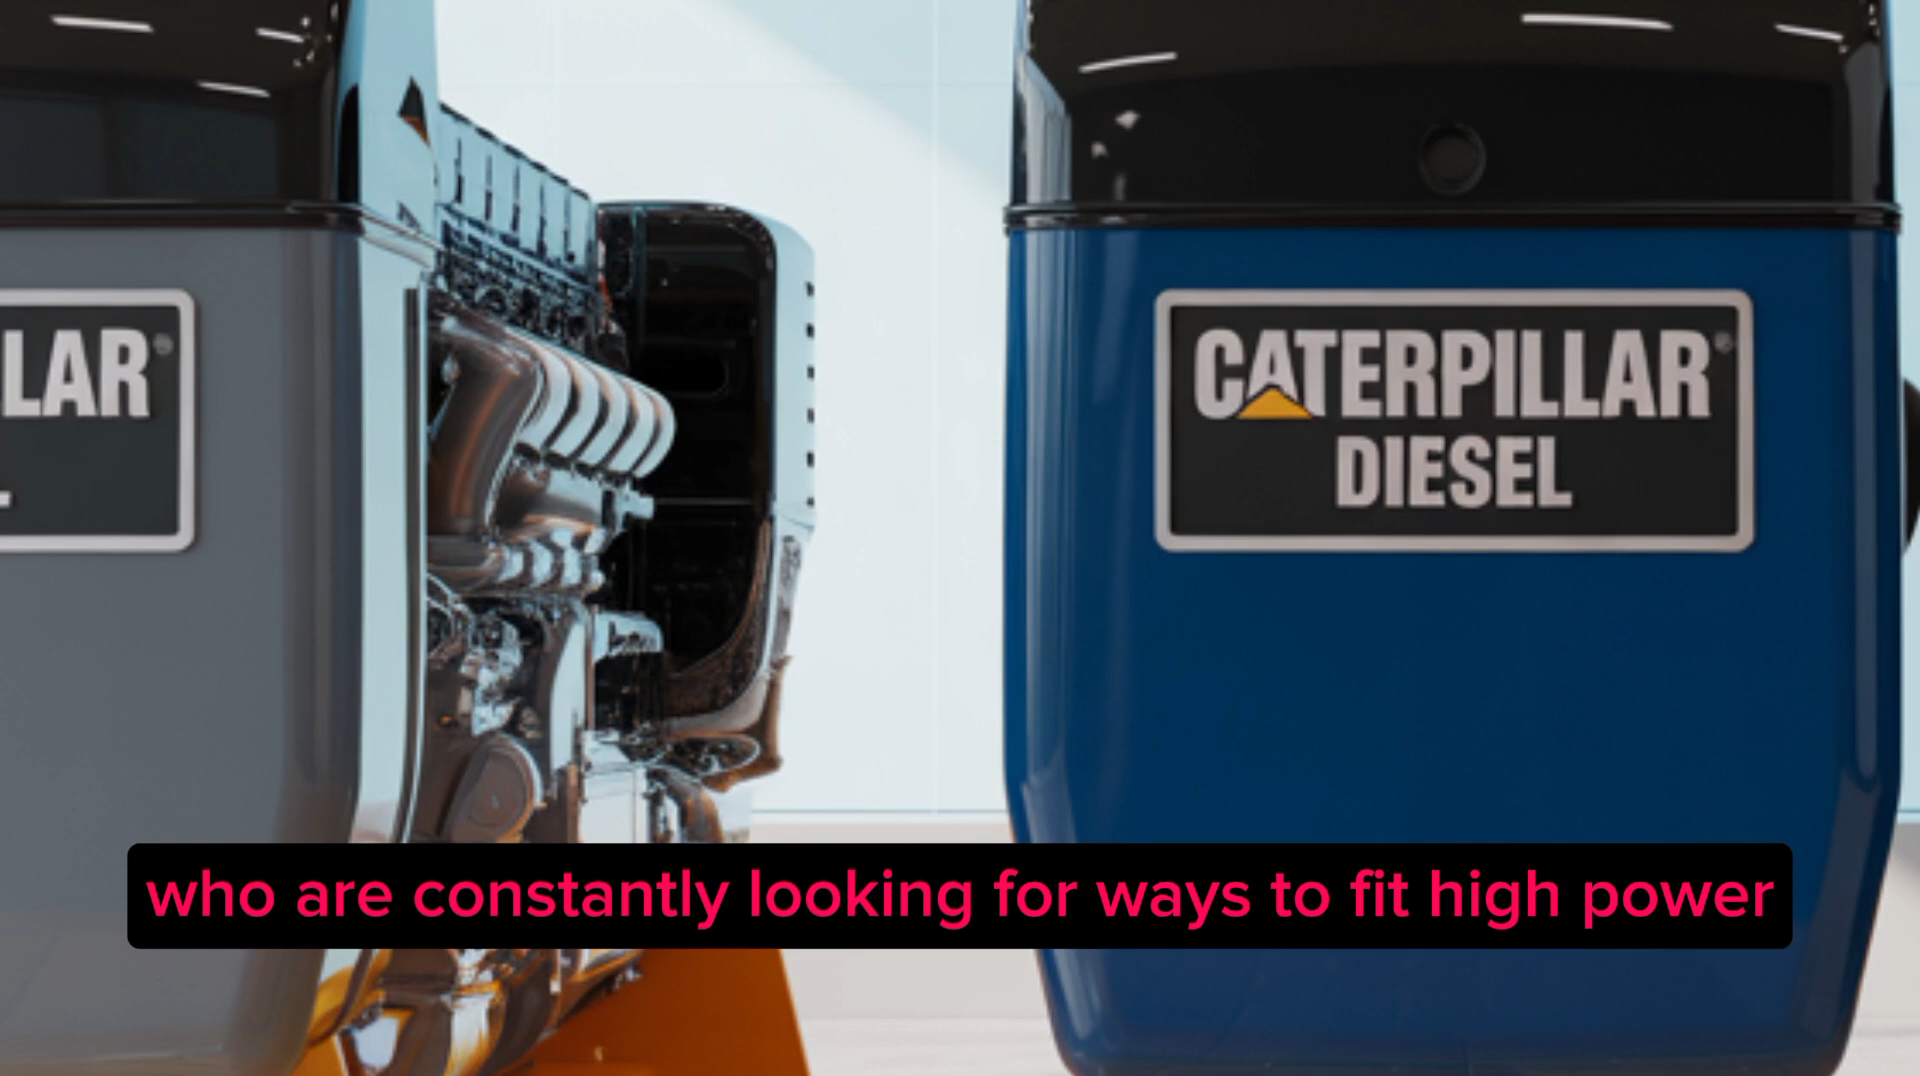 LAR®
CATERPILLAR®
DIESEL
who are constantly looking for ways to fit high power